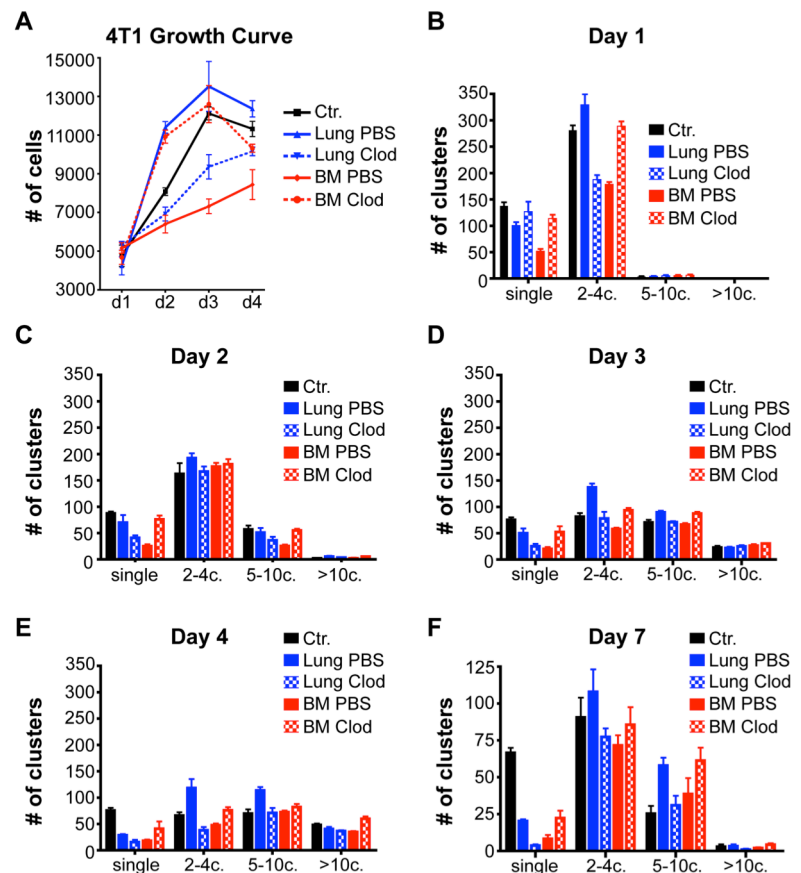 A
4T1 Growth Curve
15000
13000
11000
9000
7000
5000
3000
# of cells
d1 d2 d3 d4
Ctr.
Lung PBS
Lung Clod
BM PBS
BM Clod
B
Day 1
350
300
250
200
150
100
50
0
# of clusters
single 2-4c. 5-10c. >10c.
Ctr.
Lung PBS
Lung Clod
BM PBS
BM Clod
C
Day 2
350
300
250
200
150
100
50
0
# of clusters
single 2-4c. 5-10c. >10c.
Ctr.
Lung PBS
Lung Clod
BM PBS
BM Clod
D
Day 3
350
300
250
200
150
100
50
0
# of clusters
single 2-4c. 5-10c. >10c.
Ctr.
Lung PBS
Lung Clod
BM PBS
BM Clod
E
Day 4
350
300
250
200
150
100
50
0
# of clusters
single 2-4c. 5-10c. >10c.
Ctr.
Lung PBS
Lung Clod
BM PBS
BM Clod
F
Day 7
125
100
75
50
25
0
# of clusters
single 2-4c. 5-10c. >10c.
Ctr.
Lung PBS
Lung Clod
BM PBS
BM Clod